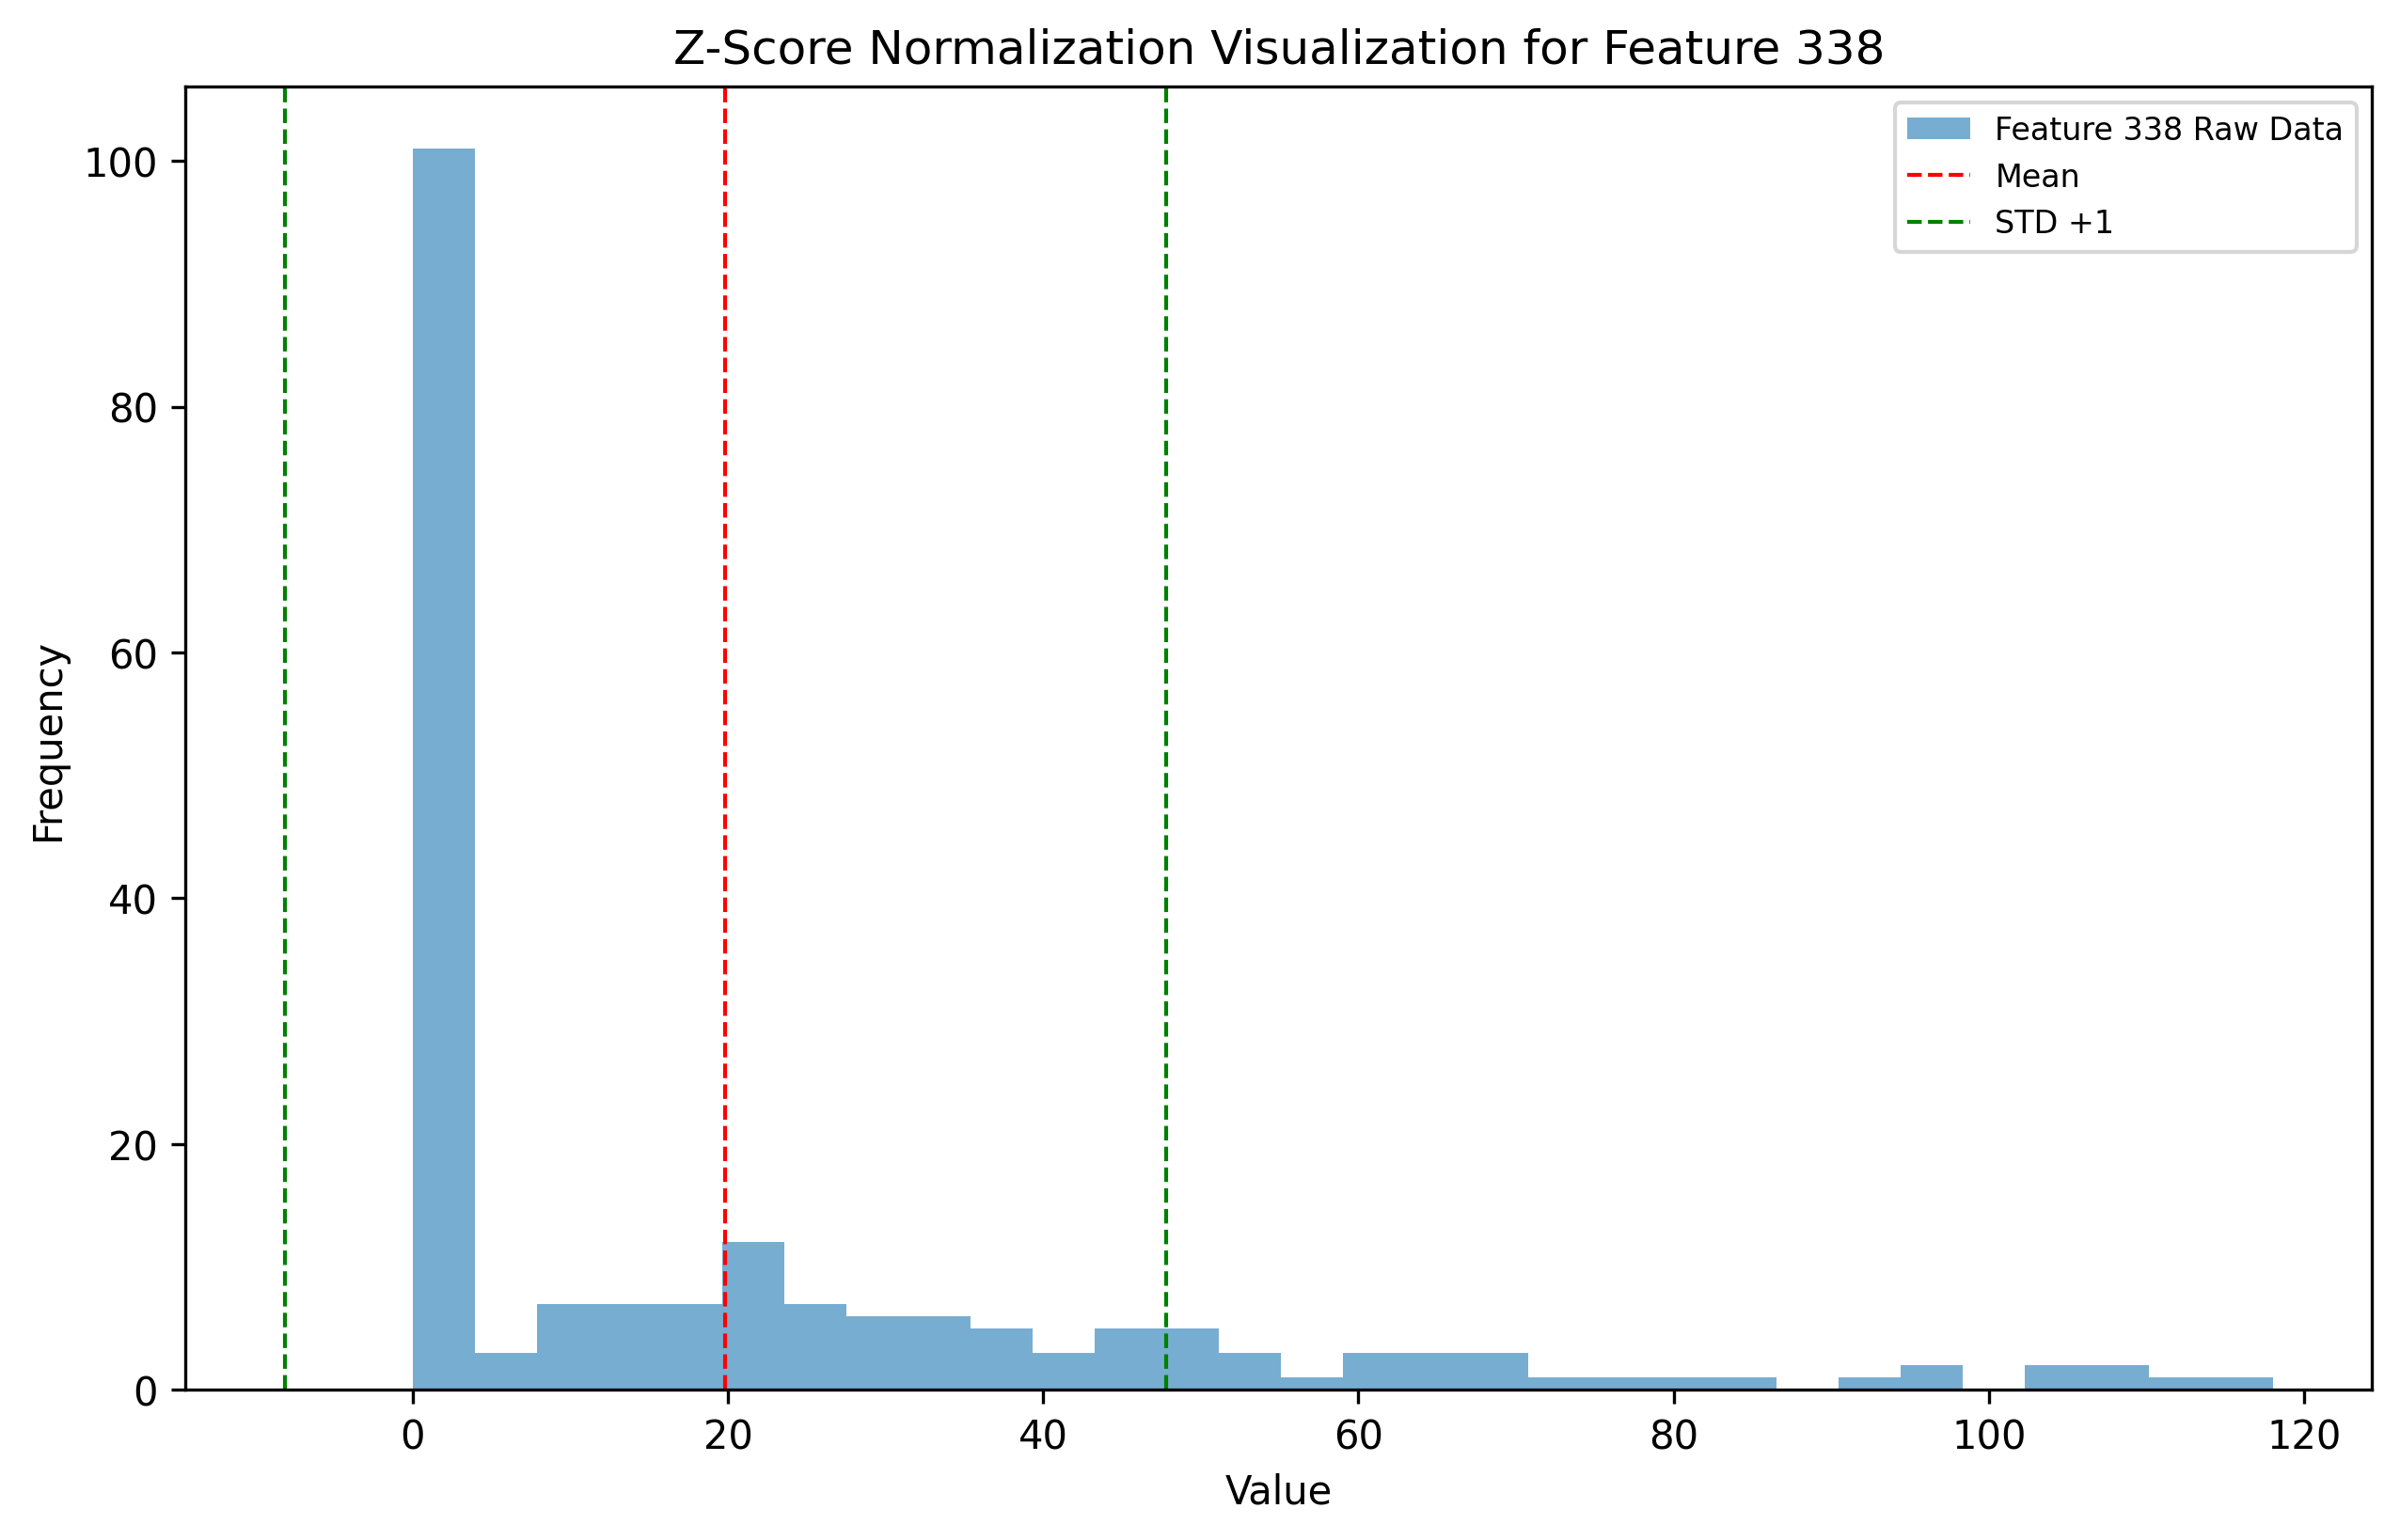 Z-Score Normalization Visualization for Feature 338
Feature 338 Raw Data
Mean
STD +1
Frequency
100
80
60
40
20
0
0 20 40 60 80 100 120
Value